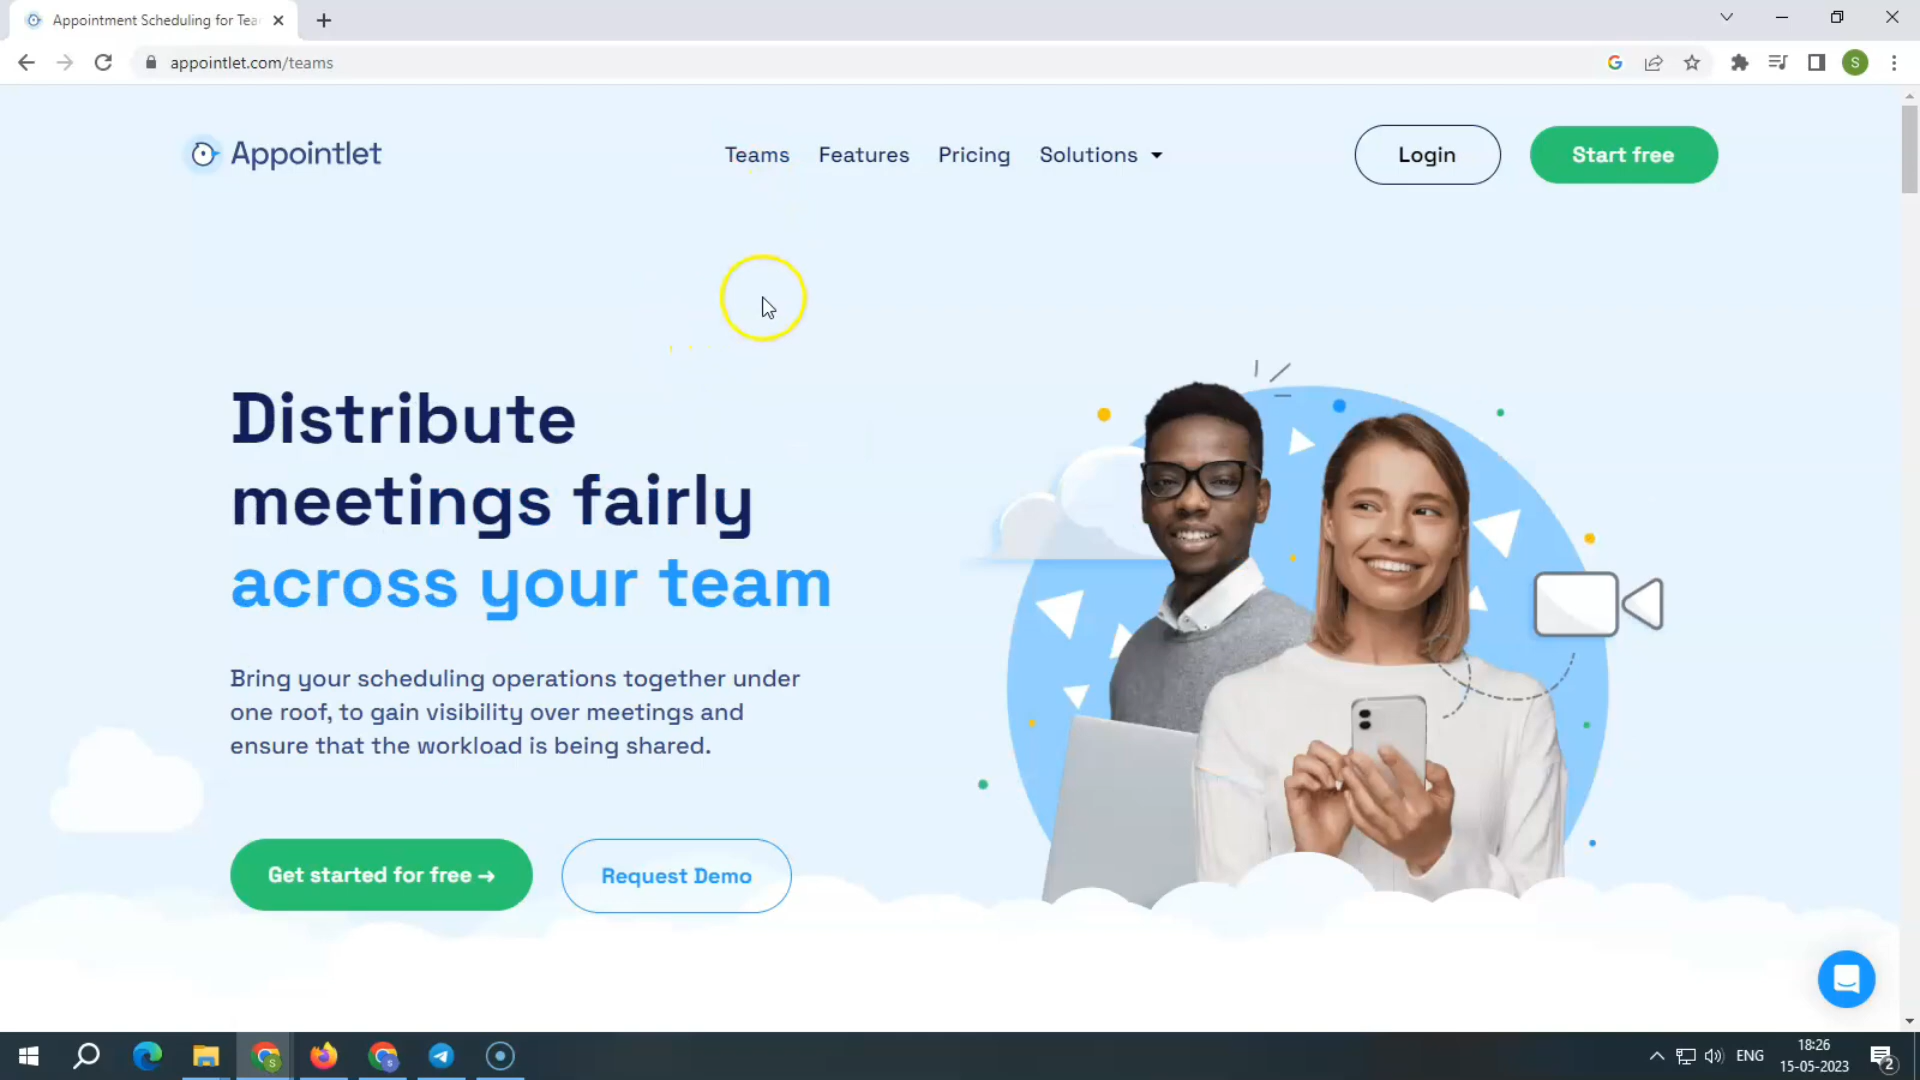 Appointment Scheduling for Tea
appointlet.com/teams
S
Appointlet
Teams Features Pricing Solutions
Login
Start free
Distribute
meetings fairly
across your team
Bring your scheduling operations together under
one roof, to gain visibility over meetings and
ensure that the workload is being shared.
Get started for free →
Request Demo
ENG
18:26
15-05-2023
2